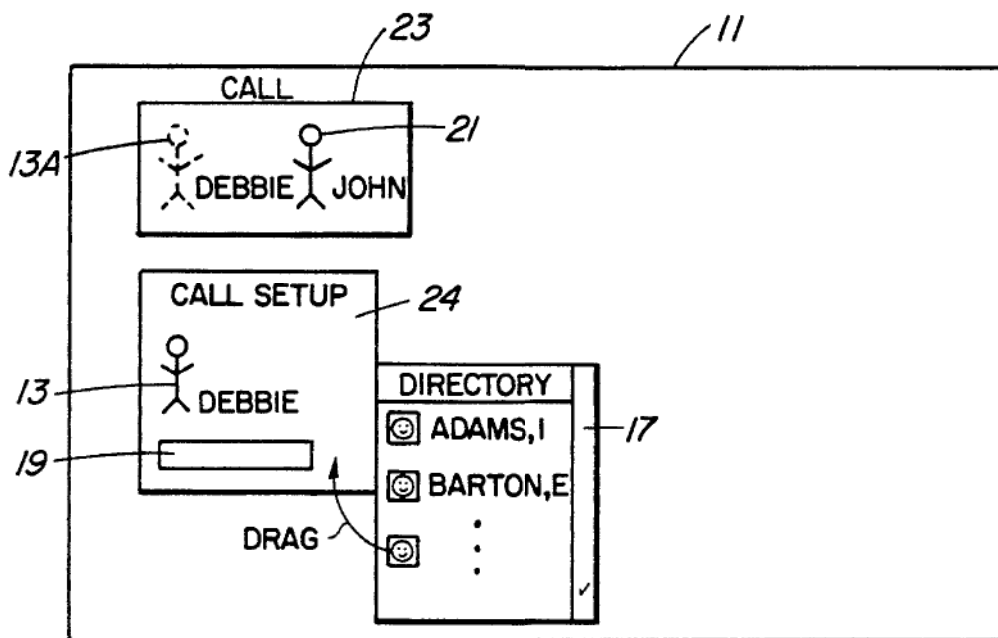 23
11
CALL
21
13A
DEBBIE JOHN
CALL SETUP
24
13
DEBBIE
DIRECTORY
ADAMS, I
17
19
BARTON, E
DRAG